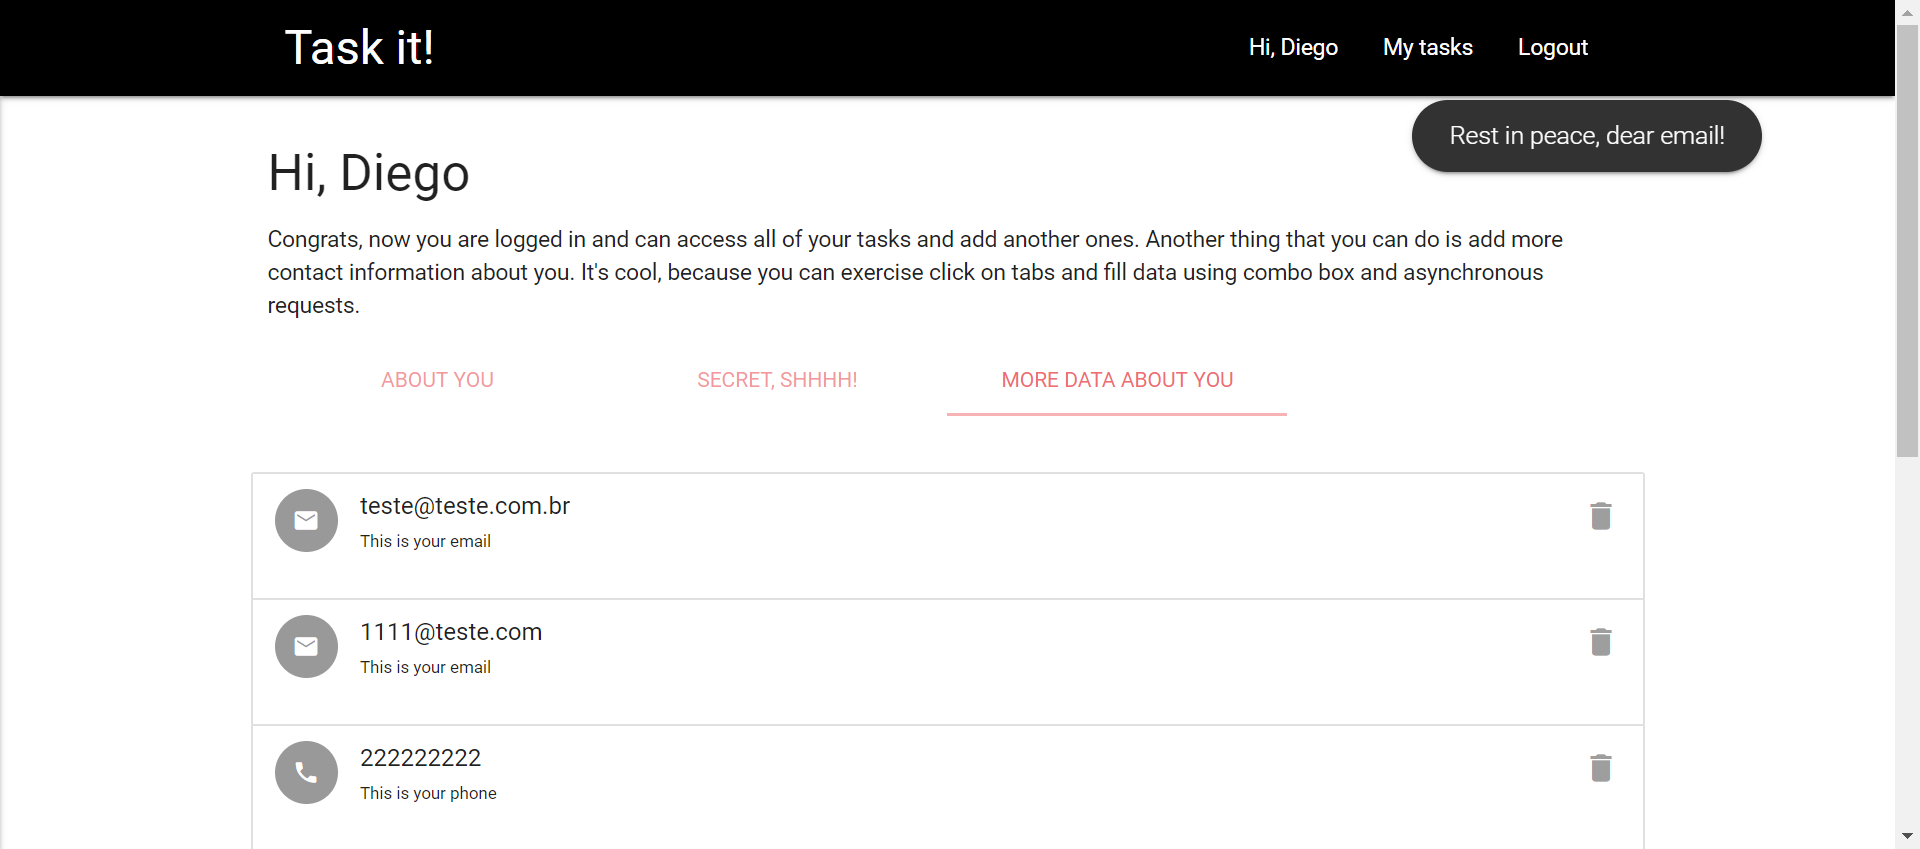 Task it!
Hi, Diego
My tasks
Logout
Rest in peace, dear email!
Hi, Diego
Congrats, now you are logged in and can access all of your tasks and add another ones. Another thing that you can do is add more
contact information about you. It's cool, because you can exercise click on tabs and fill data using combo box and asynchronous
requests.
ABOUT YOU
SECRET, SHHHH!
MORE DATA ABOUT YOU
teste@teste.com.br
This is your email
1111@teste.com
This is your email
222222222
This is your phone